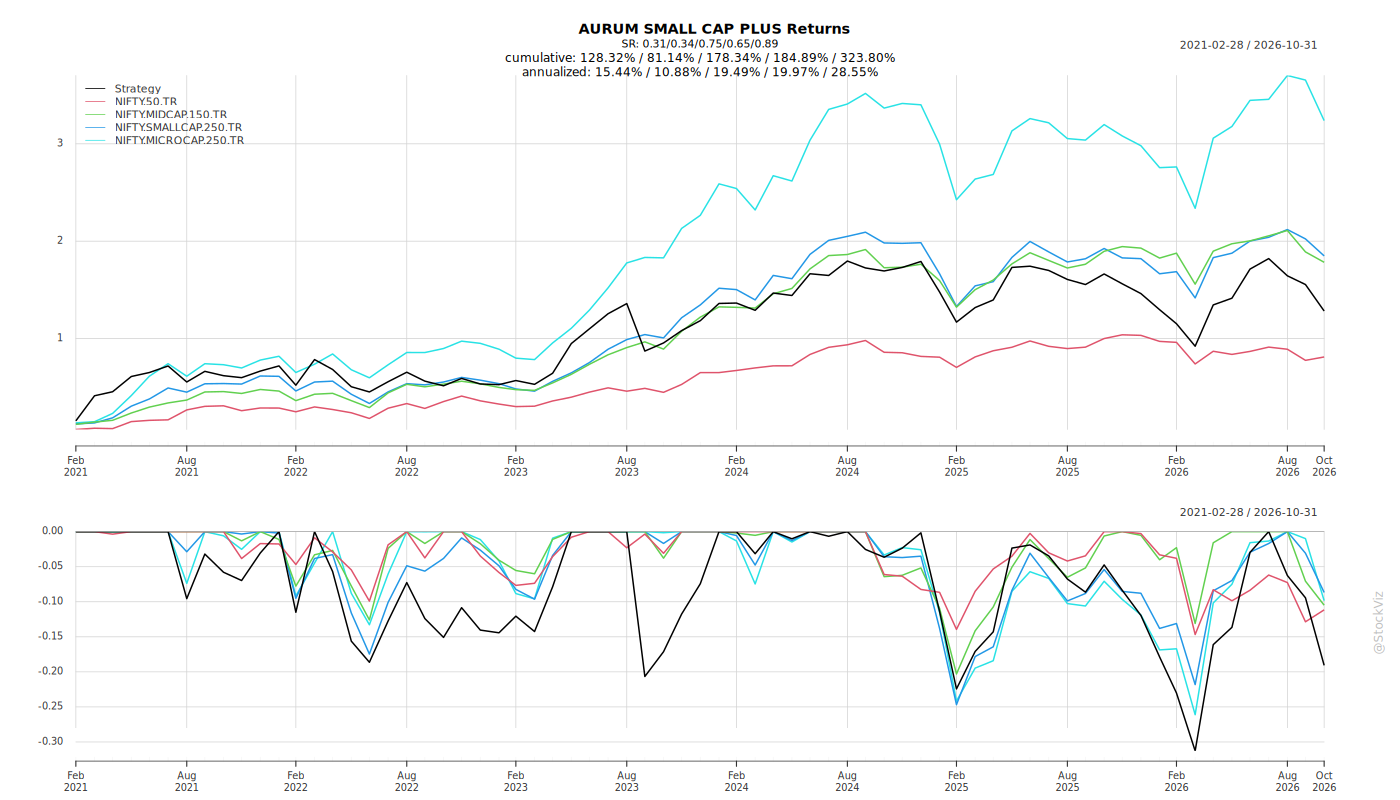 AURUM SMALL CAP PLUS Returns
SR: 0.31/0.34/0.75/0.65/0.89
cumulative: 128.32% / 81.14% / 178.34% / 184.89% / 323.80%
annualized: 15.44% / 10.88% / 19.49% / 19.97% / 28.55%
2021-02-28 / 2026-10-31
Strategy
NIFTY.50.TR
NIFTY.MIDCAP.150.TR
NIFTY.SMALLCAP.250.TR
NIFTY.MICROCAP.250.TR
3
2
1
Feb 2021
Aug 2021
Feb 2022
Aug 2022
Feb 2023
Aug 2023
Feb 2024
Aug 2024
Feb 2025
Aug 2025
Feb 2026
Aug 2026
Oct 2026
2021-02-28 / 2026-10-31
0.00
-0.05
-0.10
-0.15
-0.20
-0.25
-0.30
Feb 2021
Aug 2021
Feb 2022
Aug 2022
Feb 2023
Aug 2023
Feb 2024
Aug 2024
Feb 2025
Aug 2025
Feb 2026
Aug 2026
Oct 2026
@StockViz